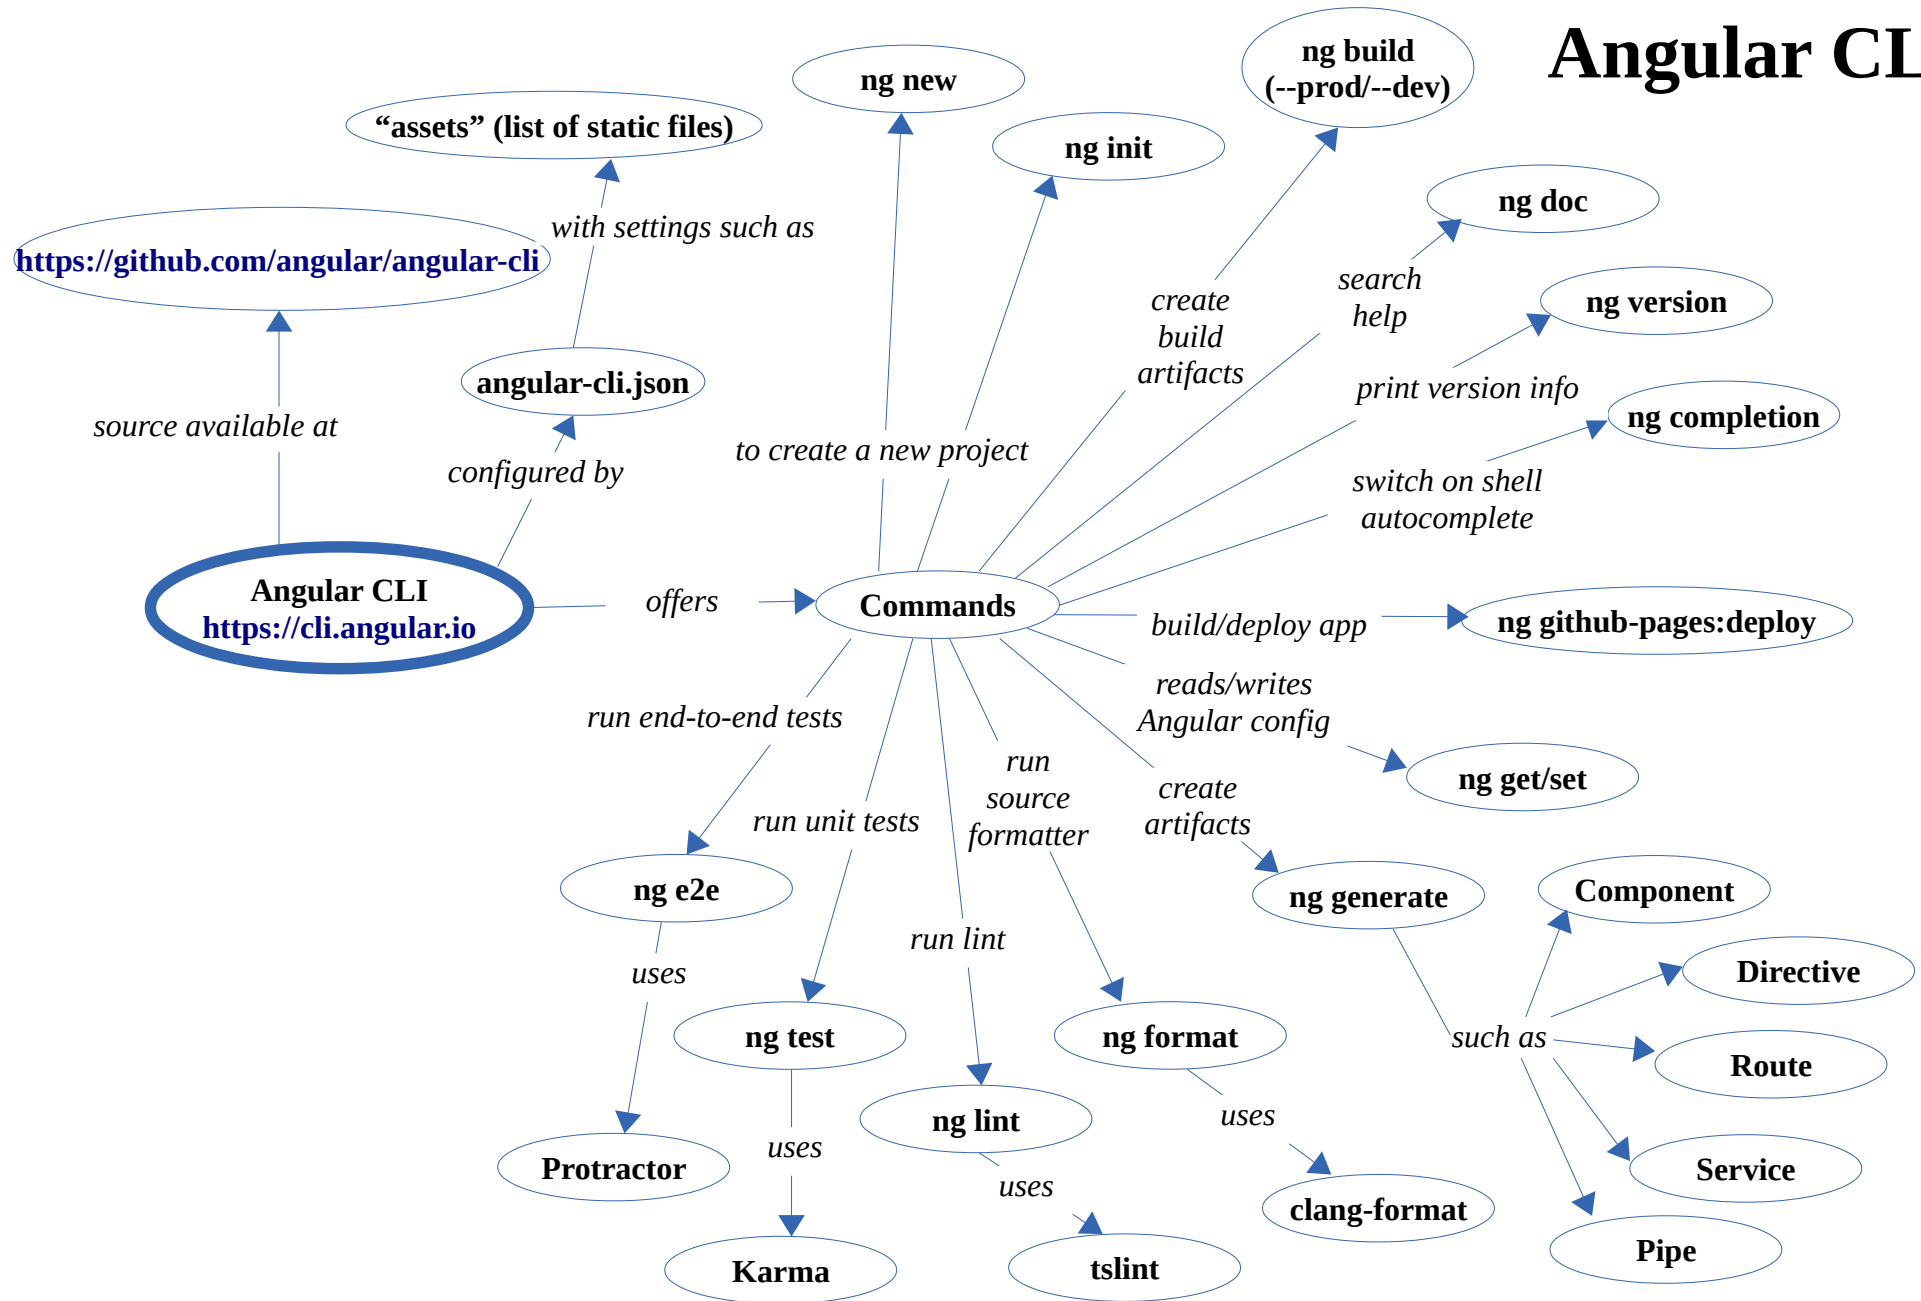 Angular CL
ng build
(--prod/--dev)
ng new
“assets” (list of static files)
ng init
ng doc
with settings such as
https://github.com/angular/angular-cli
search
help
create
build
artifacts
ng version
angular-cli.json
print version info
ng completion
source available at
to create a new project
configured by
switch on shell
autocomplete
Angular CLI
https://cli.angular.io
offers
Commands
build/deploy app
ng github-pages:deploy
reads/writes
Angular config
run end-to-end tests
run
source
formatter
ng get/set
create
artifacts
run unit tests
ng e2e
ng generate
Component
run lint
uses
Directive
ng test
ng format
such as
Route
ng lint
uses
uses
Protractor
Service
uses
clang-format
Pipe
Karma
tslint